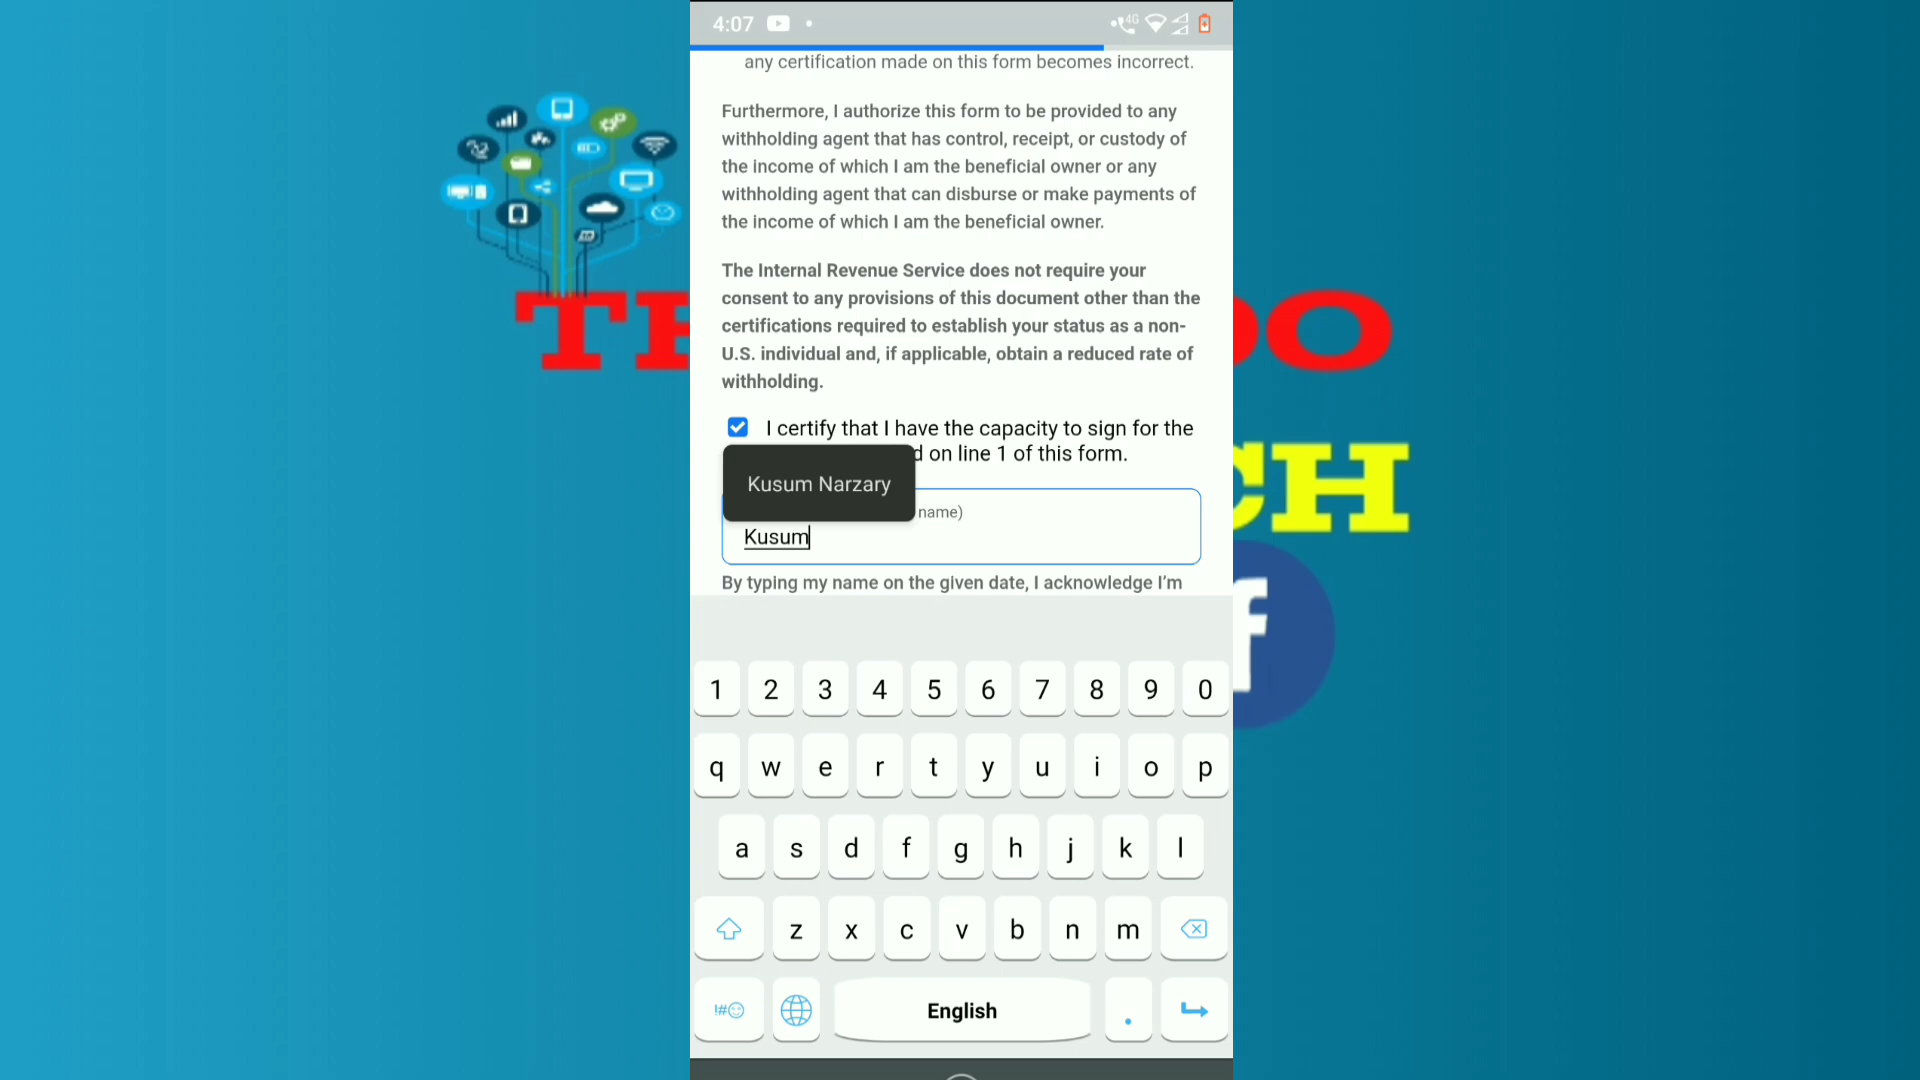 4:07
4G
any certification made on this form becomes incorrect.
Furthermore, I authorize this form to be provided to any
withholding agent that has control, receipt, or custody of
the income of which I am the beneficial owner or any
withholding agent that can disburse or make payments of
the income of which I am the beneficial owner.
The Internal Revenue Service does not require your
consent to any provisions of this document other than the
certifications required to establish your status as a non-
U.S. individual and, if applicable, obtain a reduced rate of
withholding.
I certify that I have the capacity to sign for the
d on line 1 of this form.
Kusum Narzary
name)
Kusum
By typing my name on the given date, I acknowledge I'm
1 2 3 4 5 6 7 8 9 0
q w e r t y u i o p
a s d f g h j k l
z x c v b n m
!#☺ English .
f